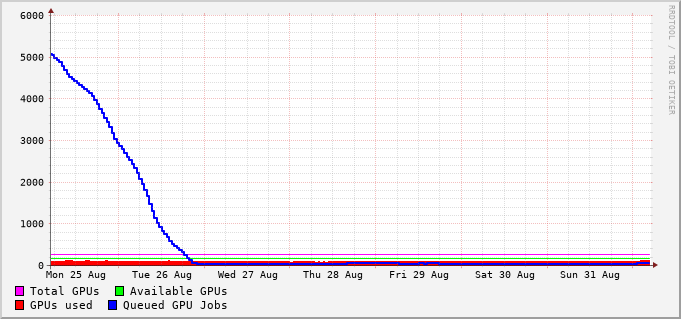 6000
5000
4000
3000
2000
1000
0
Mon 25 Aug Tue 26 Aug Wed 27 Aug Thu 28 Aug Fri 29 Aug Sat 30 Aug Sun 31 Aug
Total GPUs Available GPUs
GPUs used Queued GPU Jobs
RRDTOOL / TOBI OETIKER